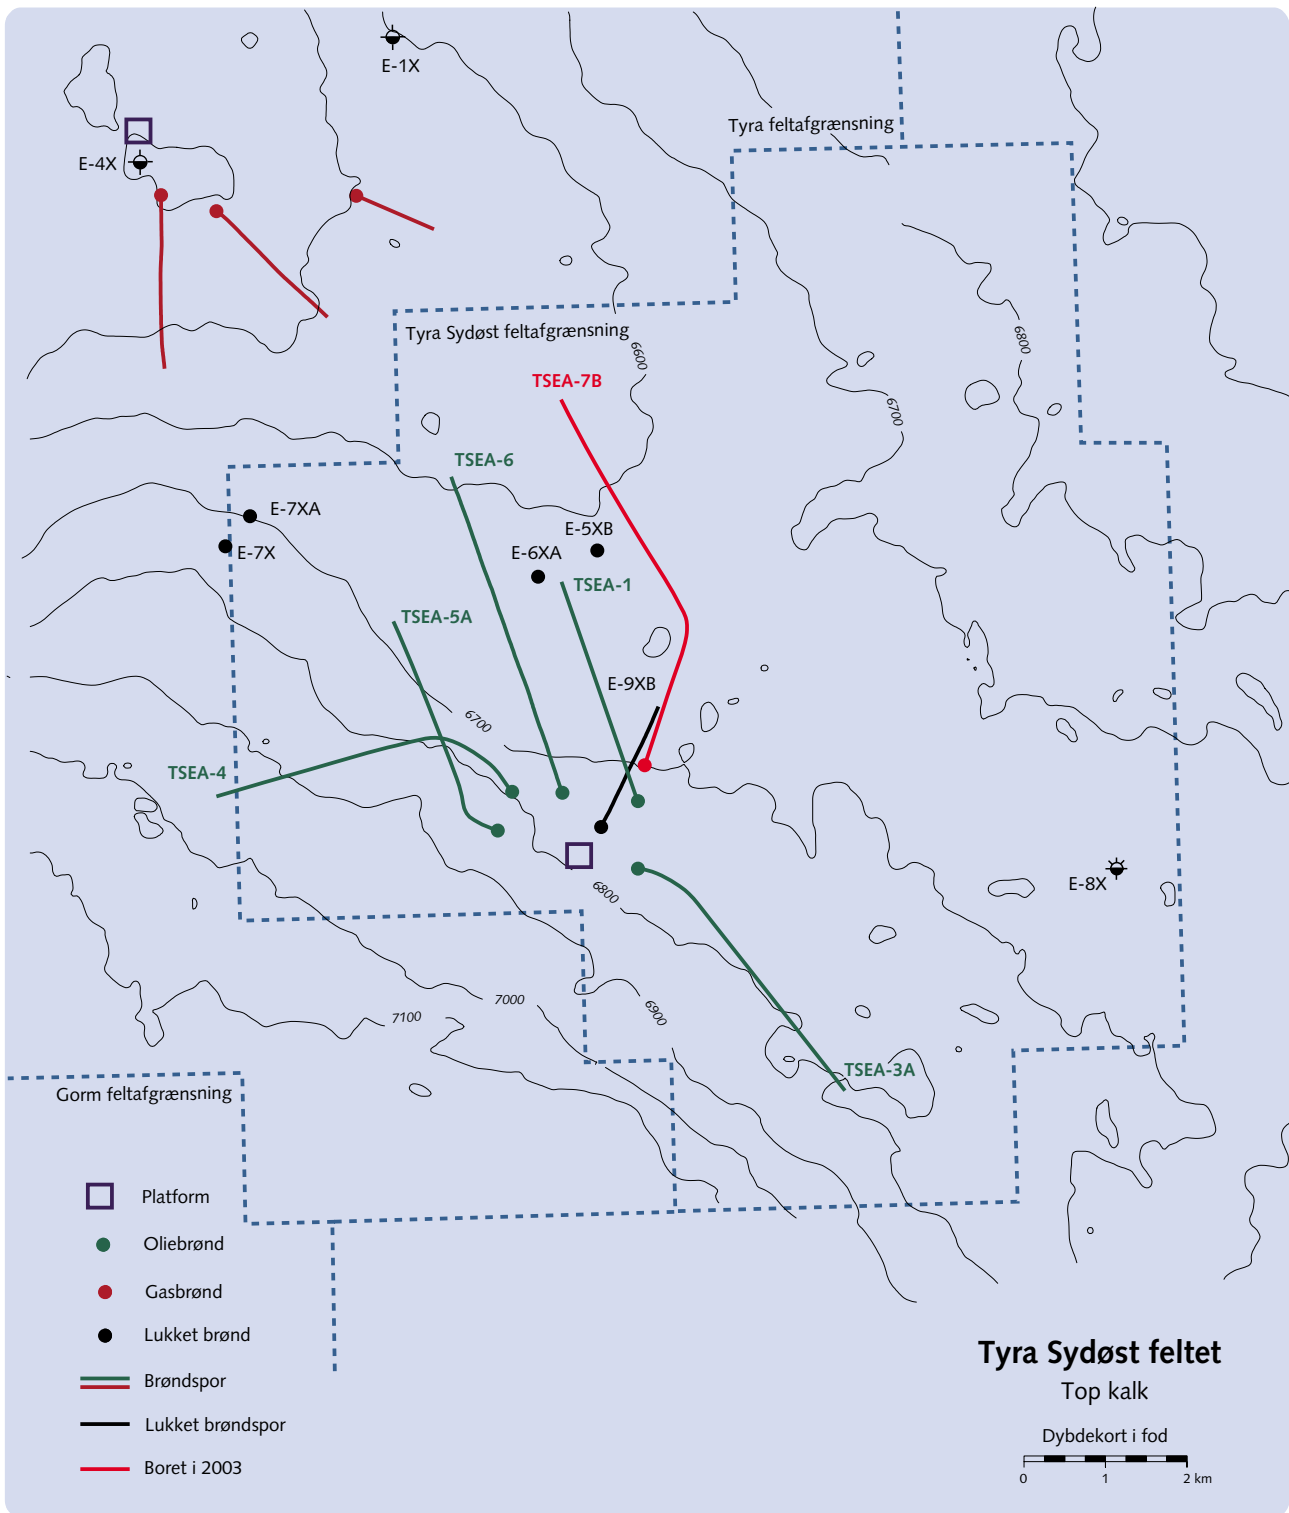 E-1X
Tyra feltafgrænsning
E-4X
Tyra Sydøst feltafgrænsning
6600
6800
TSEA-7B
6700
TSEA-6
E-7XA
E-5XB
E-7X
E-6XA
TSEA-1
TSEA-5A
E-9XB
6700
TSEA-4
E-8X
6800
7000
6900
7100
TSEA-3A
Gorm feltafgrænsning
Platform
Oliebrønd
Gasbrønd
Lukket brønd
Brøndspor
Lukket brøndspor
Boret i 2003
Tyra Sydøst feltet
Top kalk
Dybdekort i fod
0 1 2 km